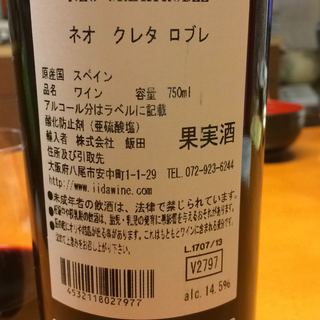 ネオ クレタ ロブレ
原産国 スペイン
品名 ワイン 容量 750ml
アルコール分はラベルに記載
酸化防止剤（亜硫酸塩）
輸入者 株式会社 飯田
住所及び引取先
果実酒
大阪府八尾市安中町1-1-29 TEL.072-923-6244
www.iidawine.com
●未成年者の飲酒は、法律で禁じられています。
L.1707/13
V2797
alc.14.5%
4532118027977